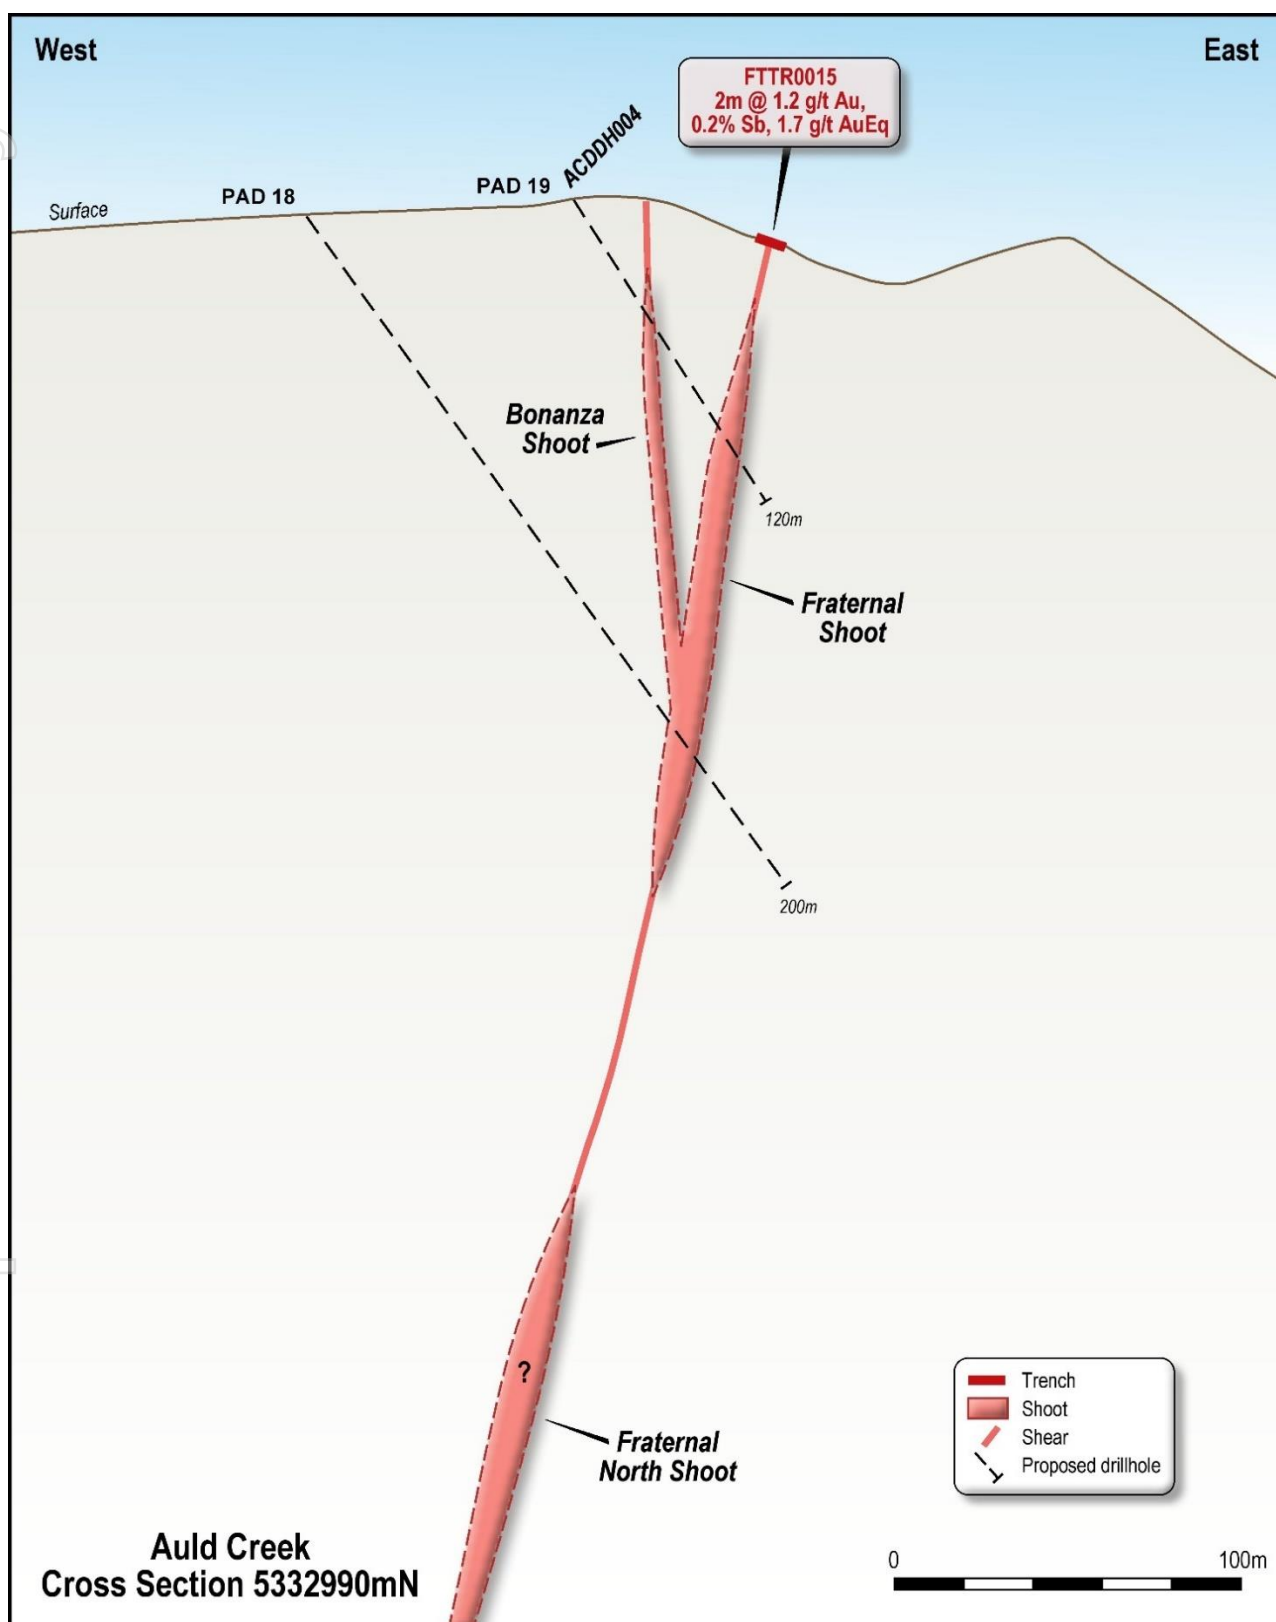 West
East
FTTR0015
2m @ 1.2 g/t Au,
0.2% Sb, 1.7 g/t AuEq
ACDDH004
PAD 19
PAD 18
Surface
Bonanza
Shoot
120m
Fraternal
Shoot
200m
?
Fraternal
North Shoot
Trench
Shoot
Shear
Proposed drillhole
Auld Creek
Cross Section 5332990mN
0
100m